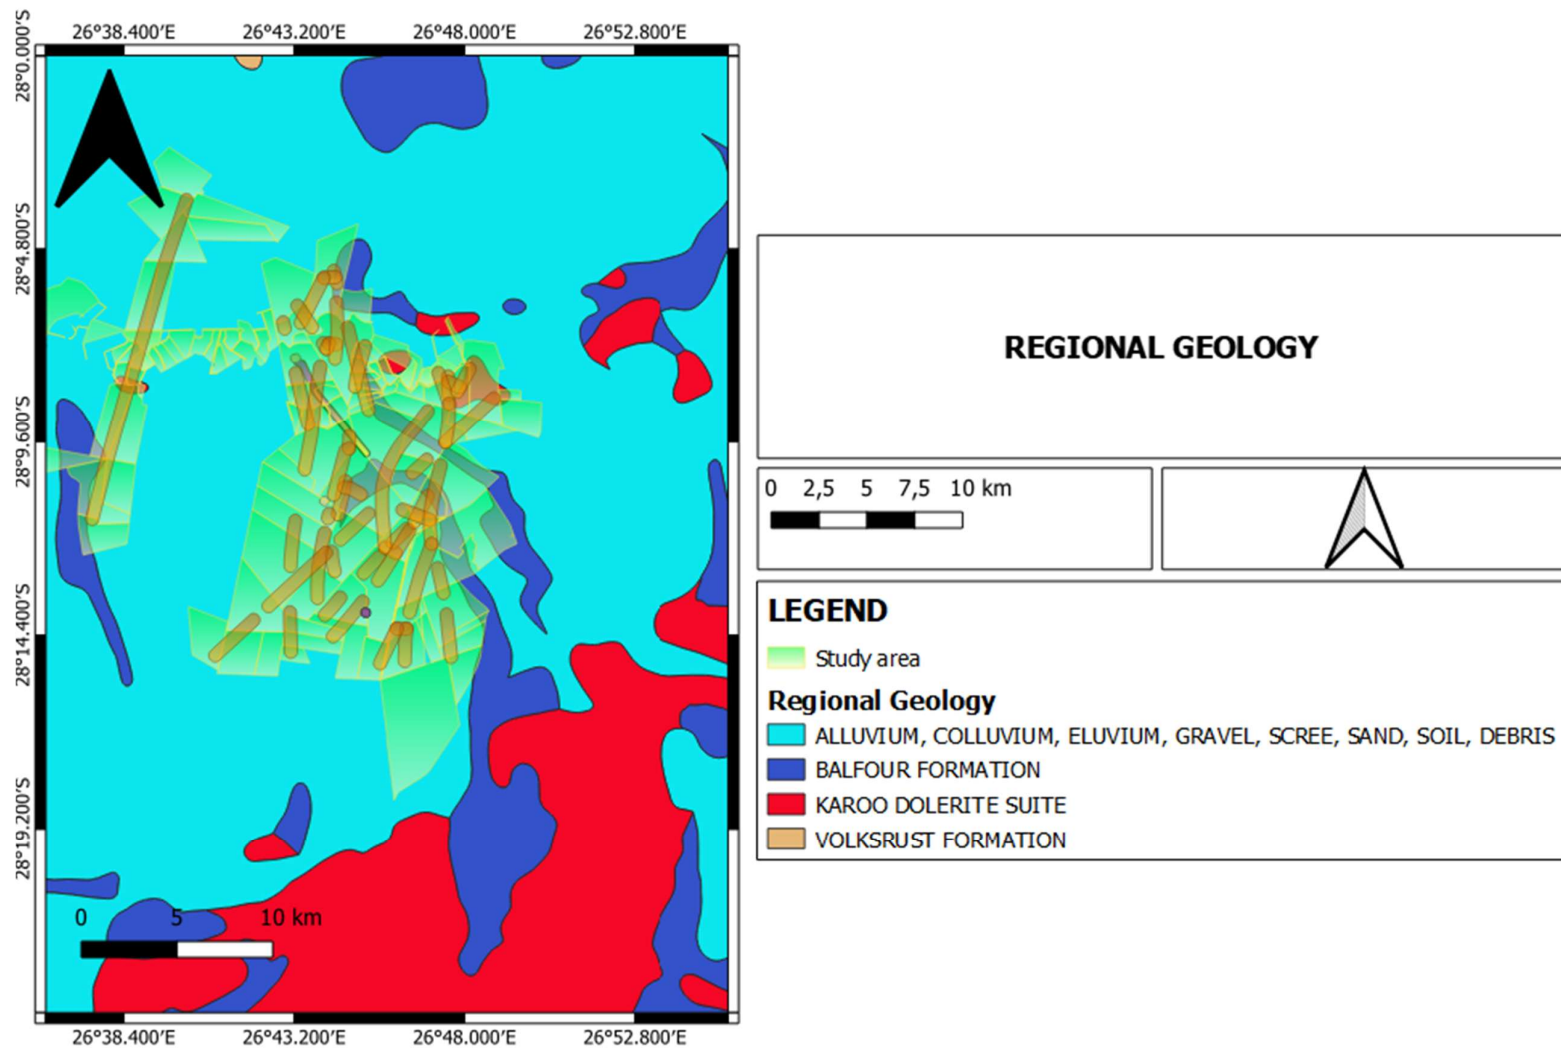 26°38.400'E 26°43.200'E 26°48.000'E 26°52.800'E
28°0.000'S
28°4.800'S
28°9.600'S
28°14.400'S
28°19.200'S
0 5 10 km
26°38.400'E 26°43.200'E 26°48.000'E 26°52.800'E
REGIONAL GEOLOGY
0 2,5 5 7,5 10 km
LEGEND
Study area
Regional Geology
ALLUVIUM, COLLUVIUM, ELUVIUM, GRAVEL, SCREE, SAND, SOIL, DEBRIS
BALFOUR FORMATION
KAROO DOLERITE SUITE
VOLKSRUST FORMATION